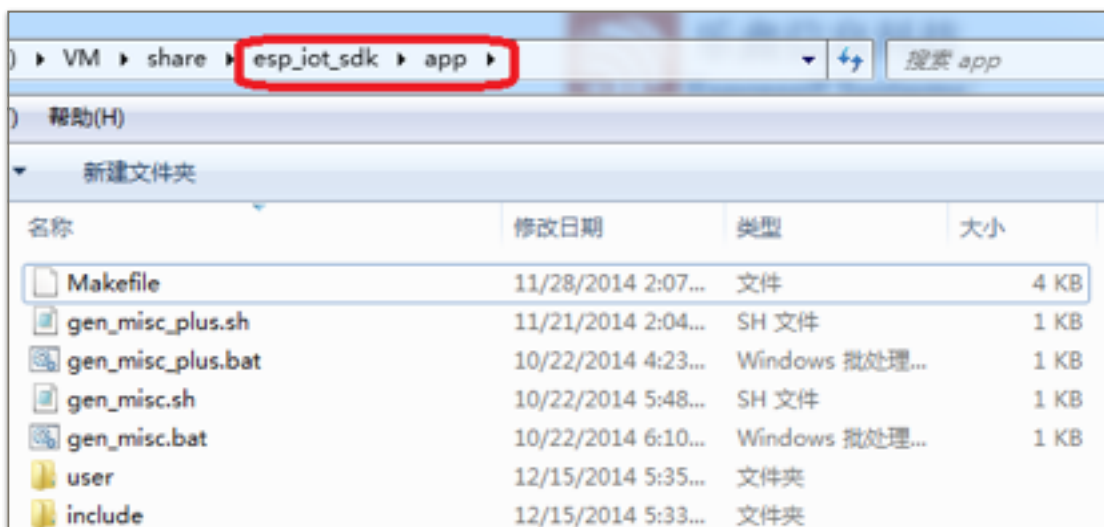 ) ▸ VM ▸ share ▸ esp_iot_sdk ▸ app ▸ 搜索 app
) 帮助(H)
新建文件夹
名称 修改日期 类型 大小
Makefile 11/28/2014 2:07... 文件 4 KB
gen_misc_plus.sh 11/21/2014 2:04... SH 文件 1 KB
gen_misc_plus.bat 10/22/2014 4:23... Windows 批处理... 1 KB
gen_misc.sh 10/22/2014 5:48... SH 文件 1 KB
gen_misc.bat 10/22/2014 6:10... Windows 批处理... 1 KB
user 12/15/2014 5:35... 文件夹
include 12/15/2014 5:33... 文件夹